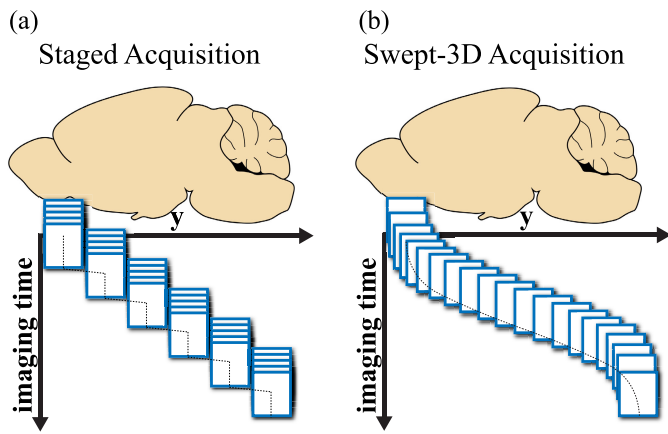 (a)
Staged Acquisition
y
imaging time
(b)
Swept-3D Acquisition
y
imaging time